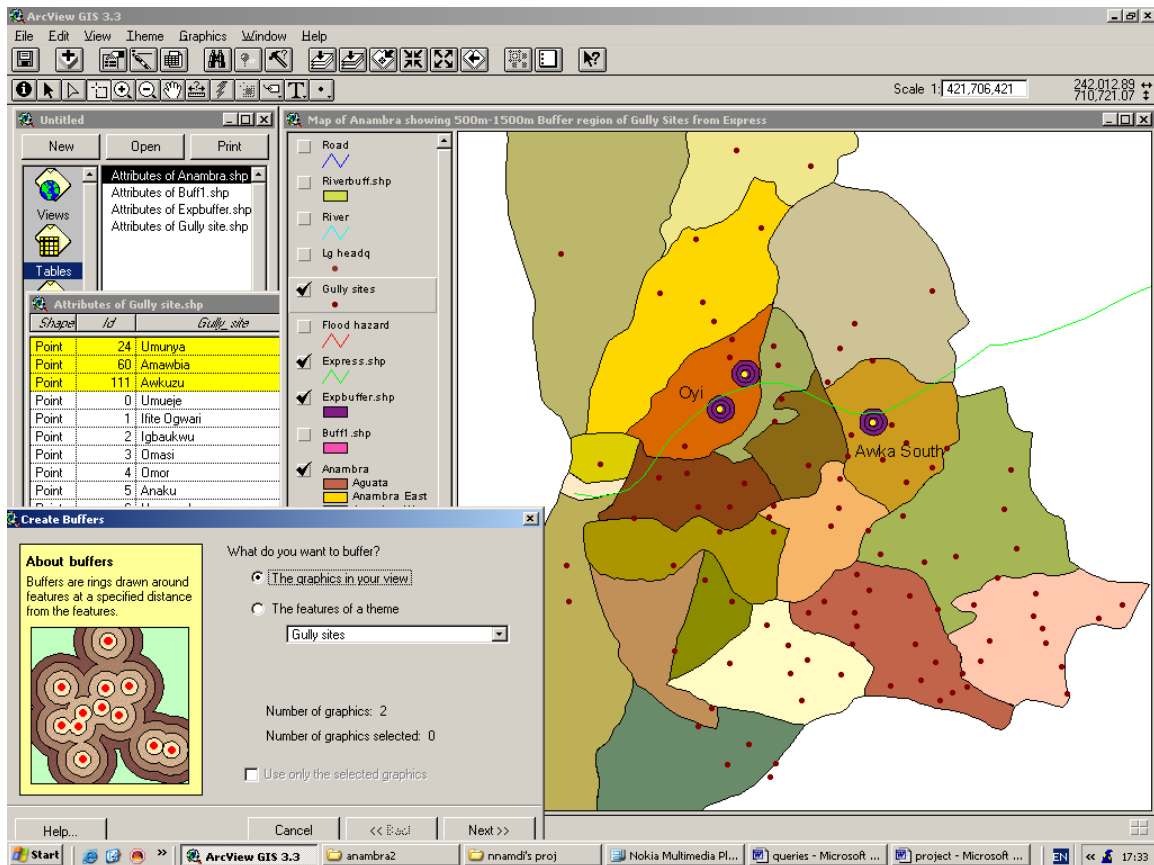 ArcView GIS 3.3
File Edit View Theme Graphics Window Help
Scale 1: 421,706,421
242,012.89
710,721.07
Untitled
New Open Print
Views
Tables
Attributes of Anambra.shp
Attributes of Buff1.shp
Attributes of Expbuffer.shp
Attributes of Gully site.shp
Attributes of Gully site.shp
Shape Id Gully_site
Point 24 Umunya
Point 60 Amawbia
Point 111 Awkuzu
Point 0 Umueje
Point 1 Ifite Ogwari
Point 2 Igbaukwu
Point 3 Omasi
Point 4 Omor
Point 5 Anaku
Map of Anambra showing 500m-1500m Buffer region of Gully Sites from Express
Road
Riverbuff.shp
River
Lg headq
Gully sites
Flood hazard
Express.shp
Expbuffer.shp
Buff1.shp
Anambra
Aguata
Anambra East
Oyi
Awka South
Create Buffers
About buffers
Buffers are rings drawn around
features at a specified distance
from the features.
What do you want to buffer?
The graphics in your view
The features of a theme
Gully sites
Number of graphics: 2
Number of graphics selected: 0
Use only the selected graphics
Help... Cancel << Back Next >>
Start » ArcView GIS 3.3 anambra2 nnamdi's proj Nokia Multimedia Pl... queries - Microsoft ... project - Microsoft ... EN « 17:33